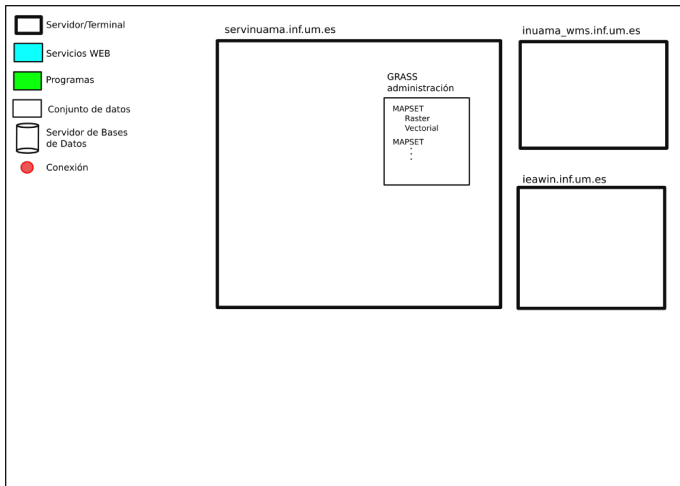 Servidor/Terminal
Servicios WEB
Programas
Conjunto de datos
Servidor de Bases
de Datos
Conexión
servinuama.inf.um.es
GRASS
administración
MAPSET
Raster
Vectorial
MAPSET
inuama_wms.inf.um.es
ieawin.inf.um.es